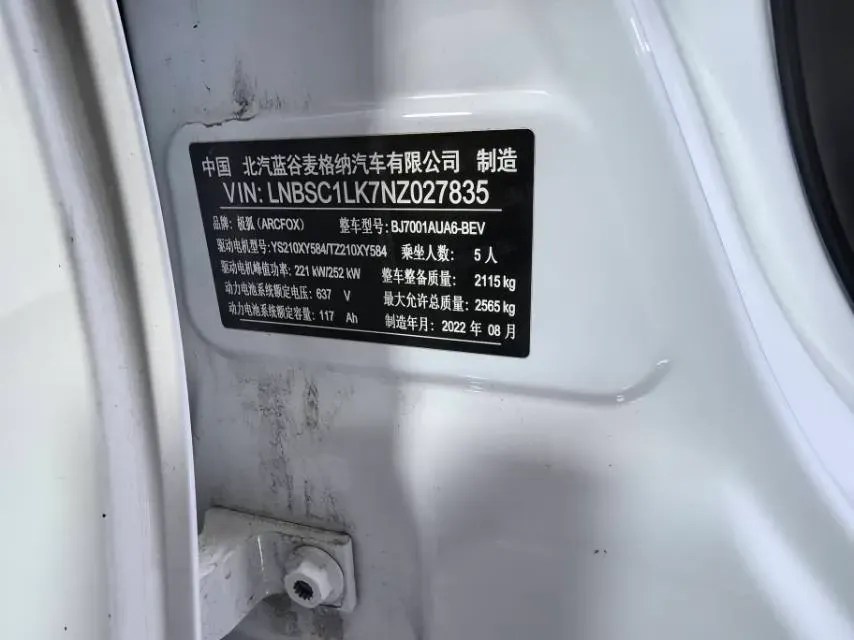 中国 北汽蓝谷麦格纳汽车有限公司 制造
VIN: LNBSC1LK7NZ027835
品牌: 极狐 (ARCFOX) 整车型号: BJ7001AUA6-BEV
驱动电机型号: YS210XY584/TZ210XY584 乘坐人数: 5 人
驱动电机峰值功率: 221 kW/252 kW 整车整备质量: 2115 kg
动力电池系统额定电压: 637 V 最大允许总质量: 2565 kg
动力电池系统额定容量: 117 Ah 制造年月: 2022 年 08 月